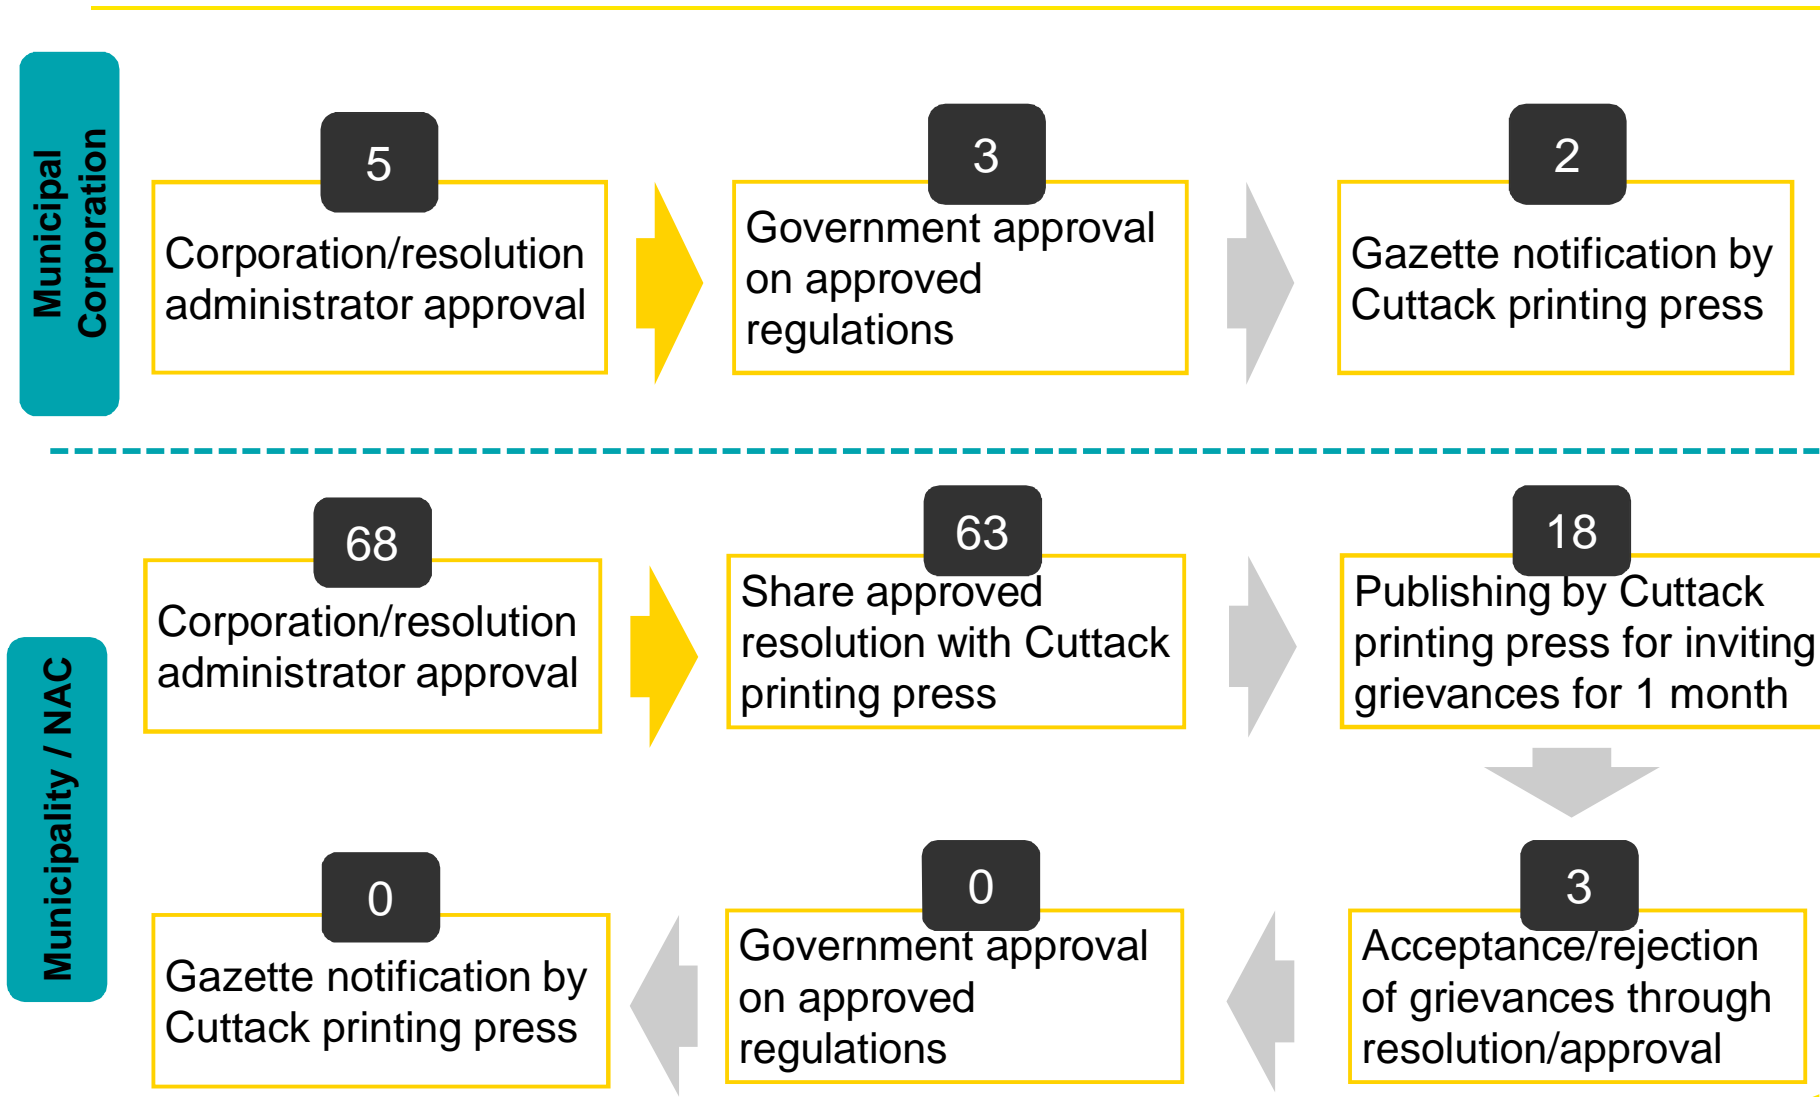 Municipal
Corporation
5
Corporation/resolution
administrator approval
3
Government approval
on approved
regulations
2
Gazette notification by
Cuttack printing press
Municipality / NAC
68
Corporation/resolution
administrator approval
63
Share approved
resolution with Cuttack
printing press
18
Publishing by Cuttack
printing press for inviting
grievances for 1 month
3
Acceptance/rejection
of grievances through
resolution/approval
0
Government approval
on approved
regulations
0
Gazette notification by
Cuttack printing press